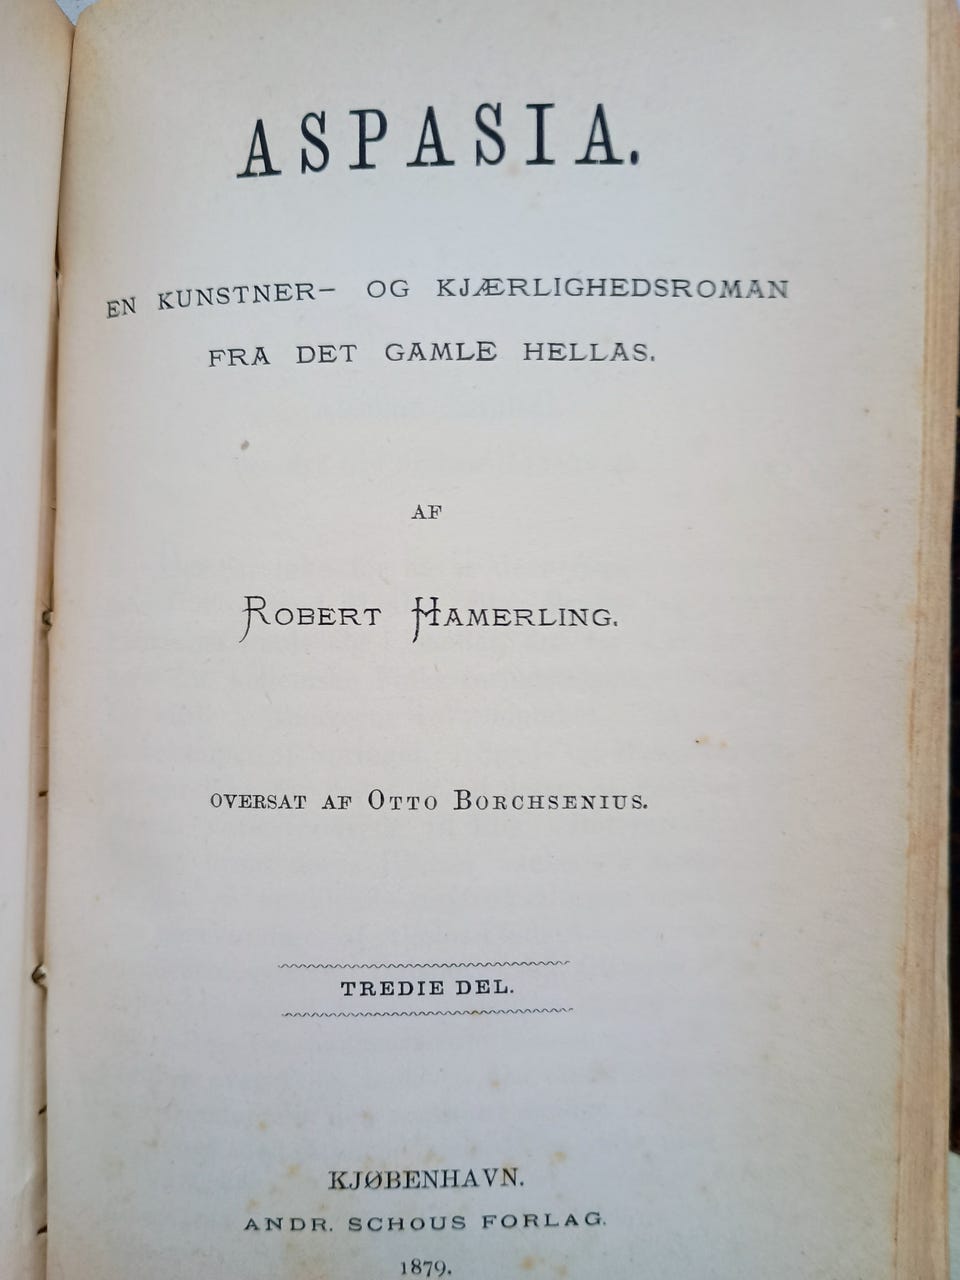 ASPASIA.
EN KUNSTNER- OG KJÆRLIGHEDSROMAN
FRA DET GAMLE HELLAS.
AF
ROBERT HAMERLING.
OVERSAT AF OTTO BORCHSENIUS.
TREDIE DEL.
KJØBENHAVN.
ANDR. SCHOUS FORLAG.
1879.